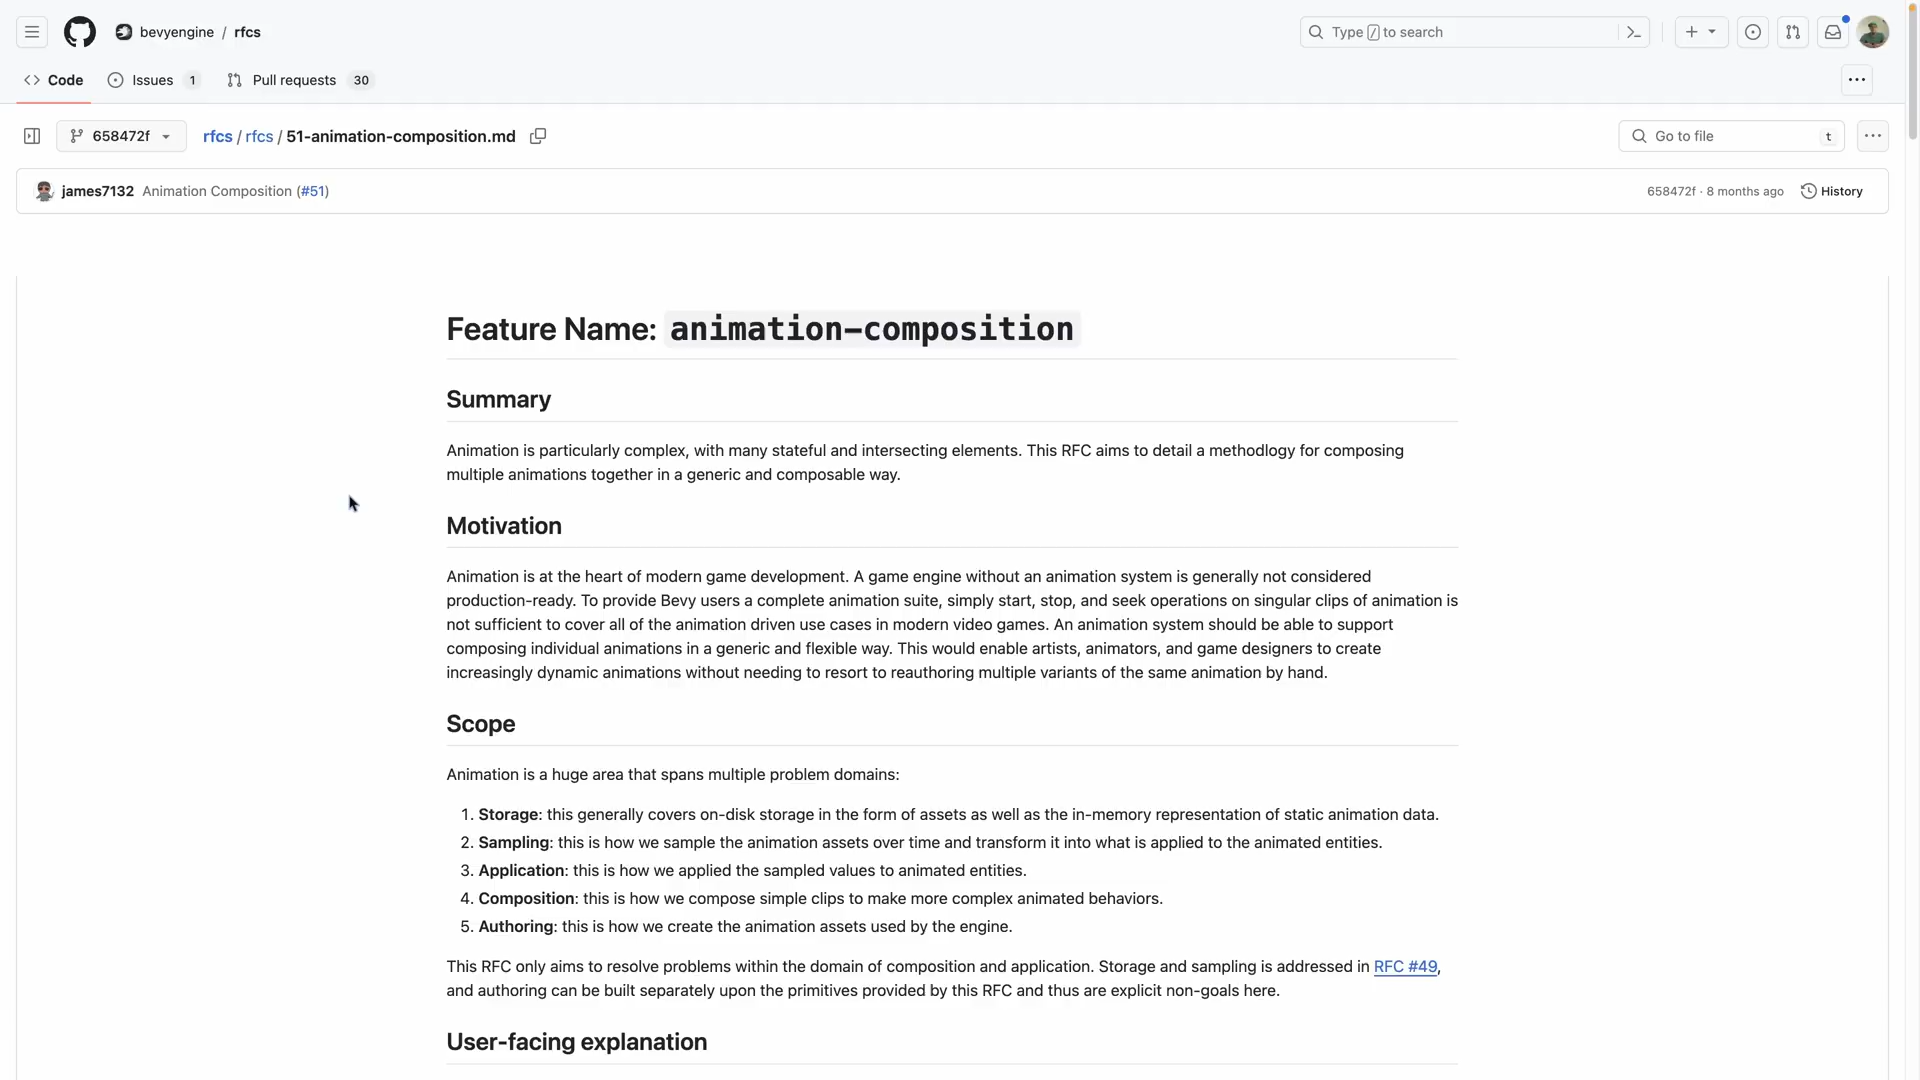 bevyengine / rfcs
Type / to search
Code
Issues 1
Pull requests 30
658472f
rfcs / rfcs / 51-animation-composition.md
Go to file
t
james7132 Animation Composition (#51)
658472f · 8 months ago
History
Feature Name: animation-composition
Summary
Animation is particularly complex, with many stateful and intersecting elements. This RFC aims to detail a methodlogy for composing
multiple animations together in a generic and composable way.
Motivation
Animation is at the heart of modern game development. A game engine without an animation system is generally not considered
production-ready. To provide Bevy users a complete animation suite, simply start, stop, and seek operations on singular clips of animation is
not sufficient to cover all of the animation driven use cases in modern video games. An animation system should be able to support
composing individual animations in a generic and flexible way. This would enable artists, animators, and game designers to create
increasingly dynamic animations without needing to resort to reauthoring multiple variants of the same animation by hand.
Scope
Animation is a huge area that spans multiple problem domains:
1. Storage: this generally covers on-disk storage in the form of assets as well as the in-memory representation of static animation data.
2. Sampling: this is how we sample the animation assets over time and transform it into what is applied to the animated entities.
3. Application: this is how we applied the sampled values to animated entities.
4. Composition: this is how we compose simple clips to make more complex animated behaviors.
5. Authoring: this is how we create the animation assets used by the engine.
This RFC only aims to resolve problems within the domain of composition and application. Storage and sampling is addressed in RFC #49,
and authoring can be built separately upon the primitives provided by this RFC and thus are explicit non-goals here.
User-facing explanation